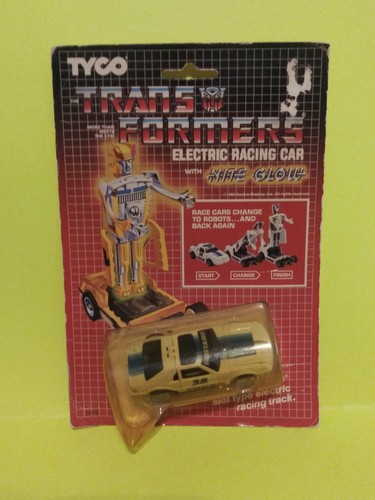 TYCO
THE
TRANS
MORE THAN
MEETS
THE EYE!
FORMERS
ELECTRIC RACING CAR
WITH NITE GLOW
RACE CARS CHANGE
TO ROBOTS...AND
BACK AGAIN
START CHANGE FINISH
38
slot type electric
racing track.